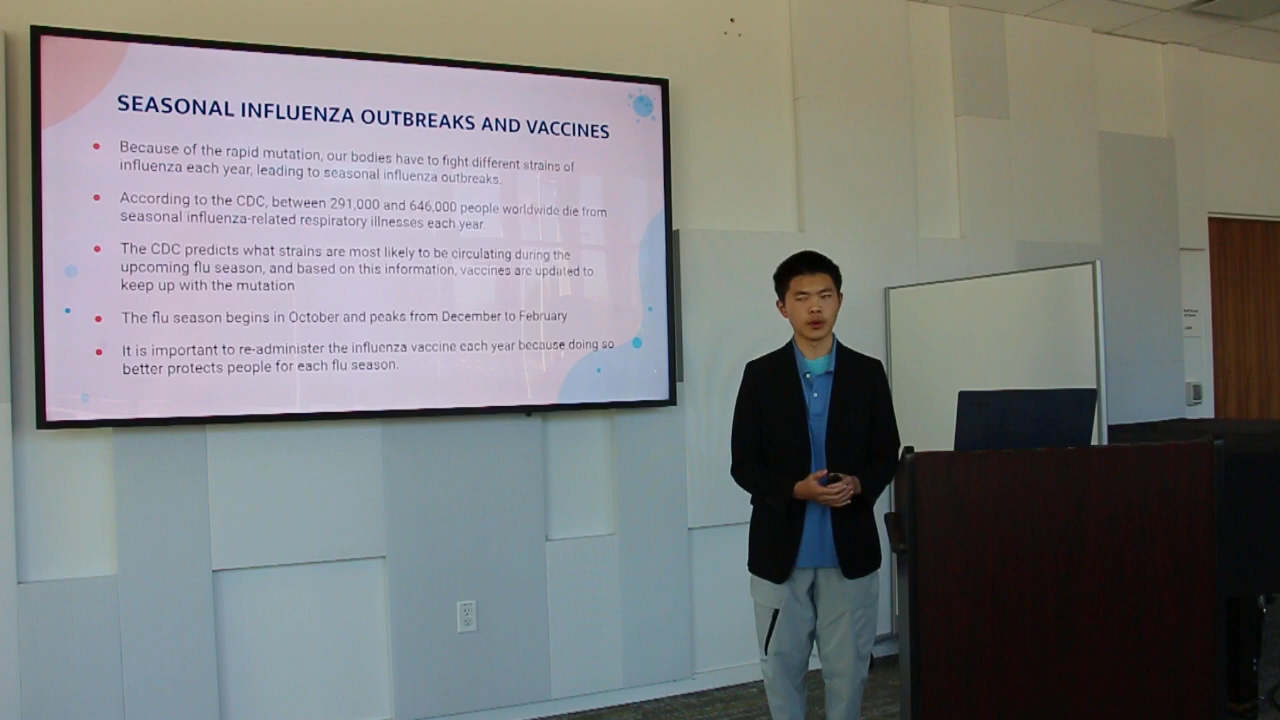 SEASONAL INFLUENZA OUTBREAKS AND VACCINES
Because of the rapid mutation, our bodies have to fight different strains of
influenza each year, leading to seasonal influenza outbreaks.
According to the CDC, between 291,000 and 646,000 people worldwide die from
seasonal influenza-related respiratory illnesses each year.
The CDC predicts what strains are most likely to be circulating during the
upcoming flu season, and based on this information, vaccines are updated to
keep up with the mutation
The flu season begins in October and peaks from December to February
It is important to re-administer the influenza vaccine each year because doing so
better protects people for each flu season.